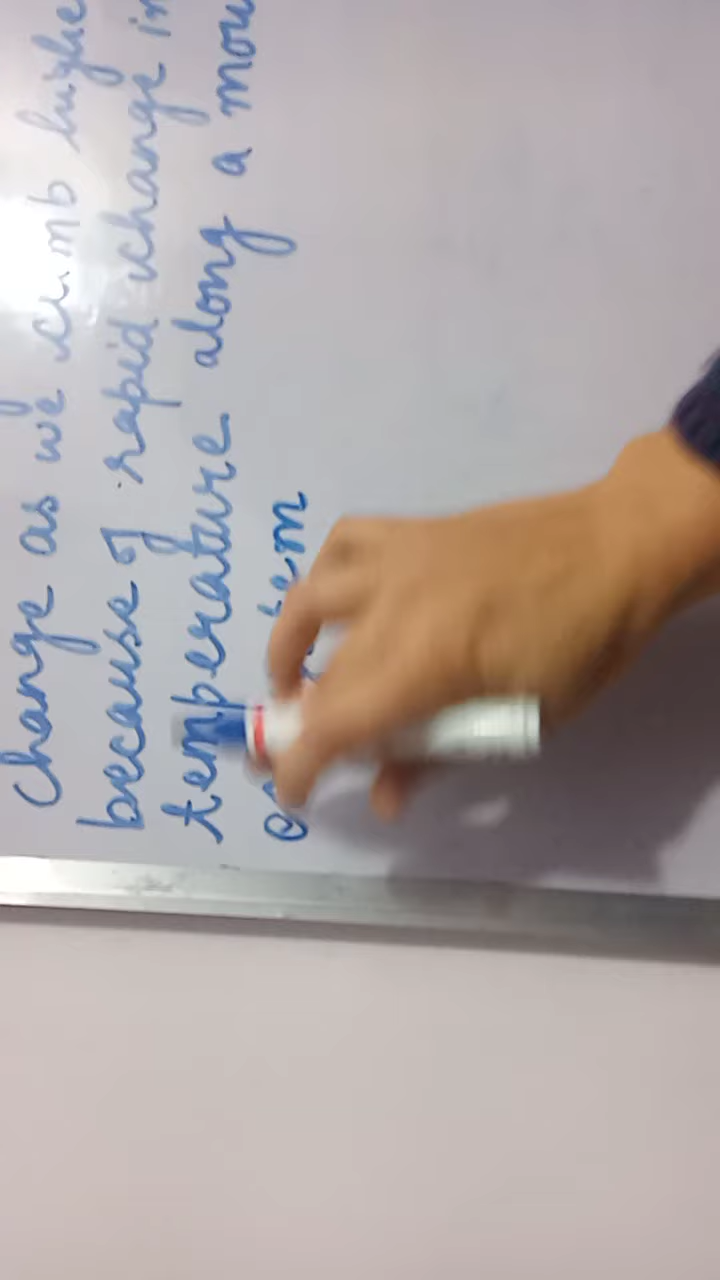 change as we climb highe
because of rapid change in
temperature along a mou